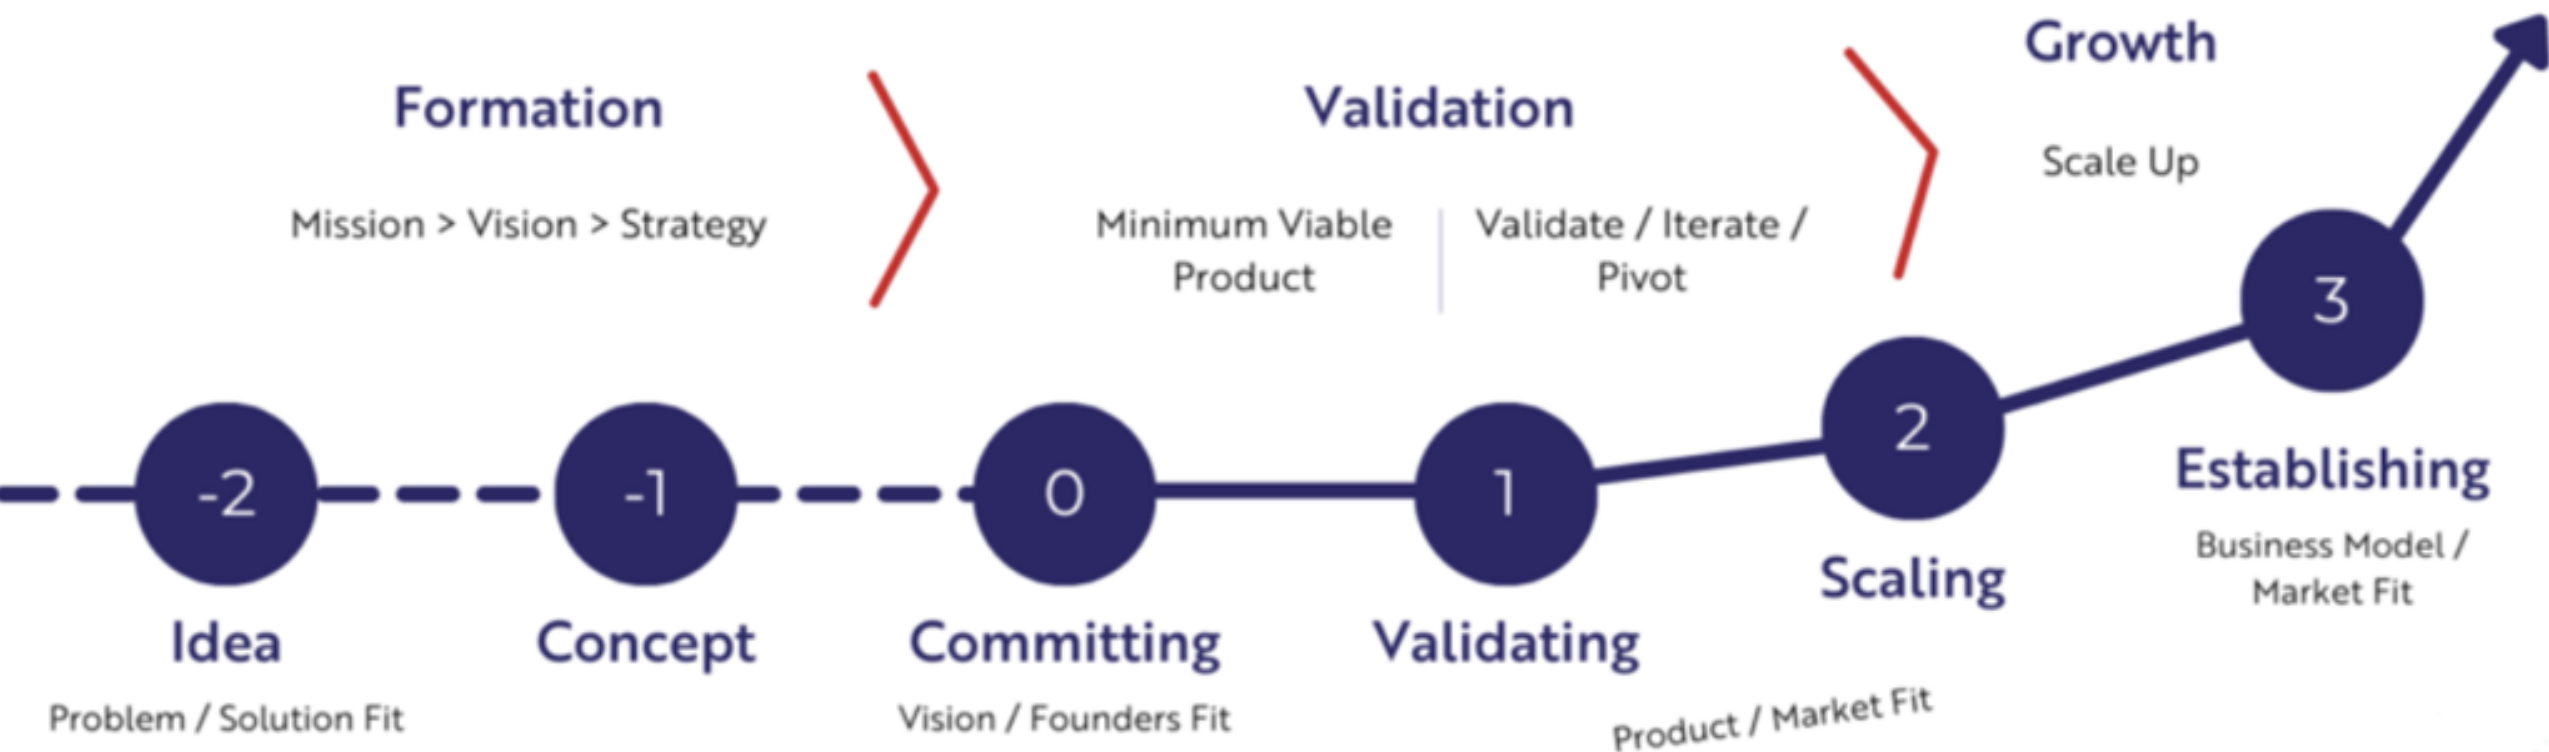 Formation
Mission > Vision > Strategy
Validation
Minimum Viable
Product
Validate / Iterate /
Pivot
Growth
Scale Up
-2
-1
0
1
2
3
Idea
Problem / Solution Fit
Concept
Committing
Vision / Founders Fit
Validating
Product / Market Fit
Scaling
Establishing
Business Model /
Market Fit